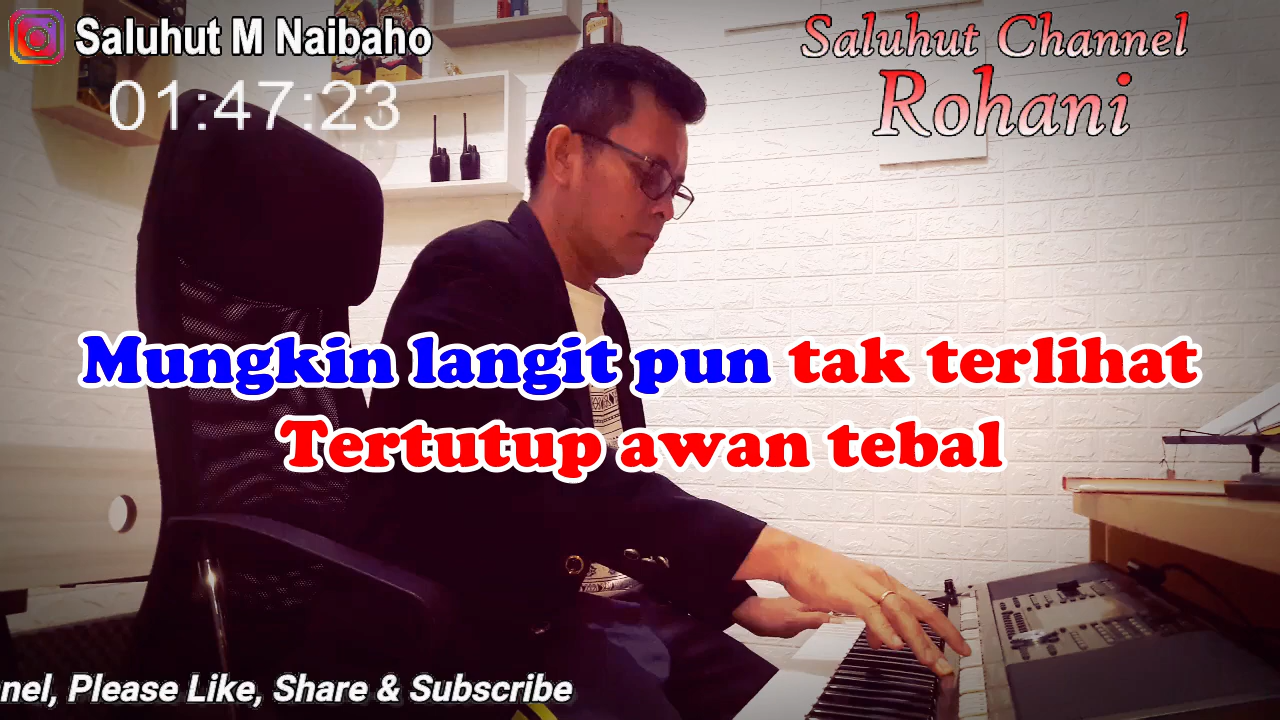 Saluhut M Naibaho
01:47:23
Saluhut Channel
Rohani
Mungkin langit pun tak terlihat
Tertutup awan tebal
nel, Please Like, Share & Subscribe